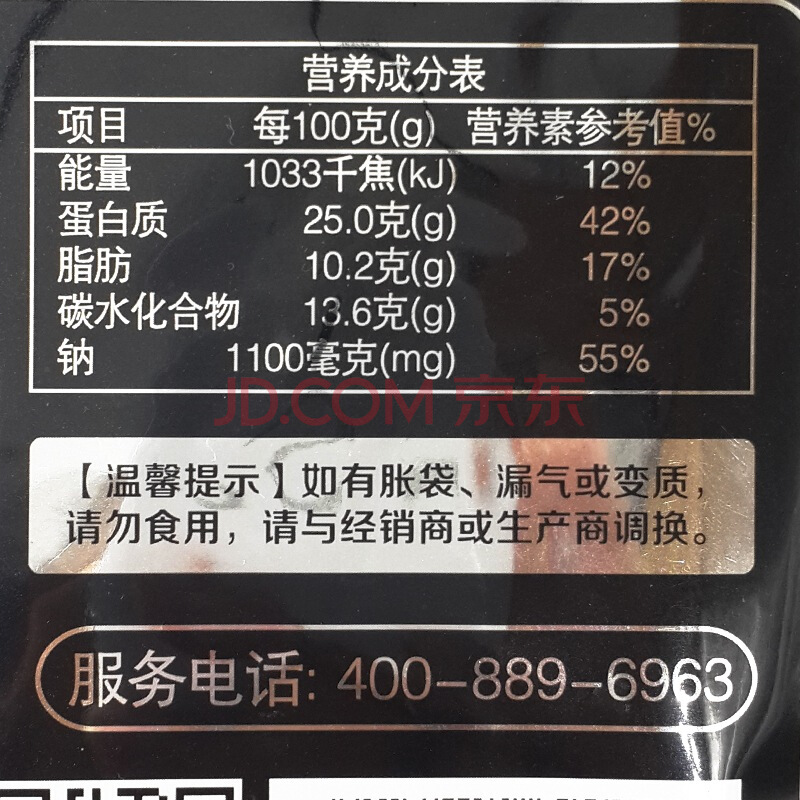 营养成分表
项目 每100克(g) 营养素参考值%
能量 1033千焦(kJ) 12%
蛋白质 25.0克(g) 42%
脂肪 10.2克(g) 17%
碳水化合物 13.6克(g) 5%
钠 1100毫克(mg) 55%
JD.COM 京东
【温馨提示】如有胀袋、漏气或变质，
请勿食用，请与经销商或生产商调换。
服务电话: 400-889-6963